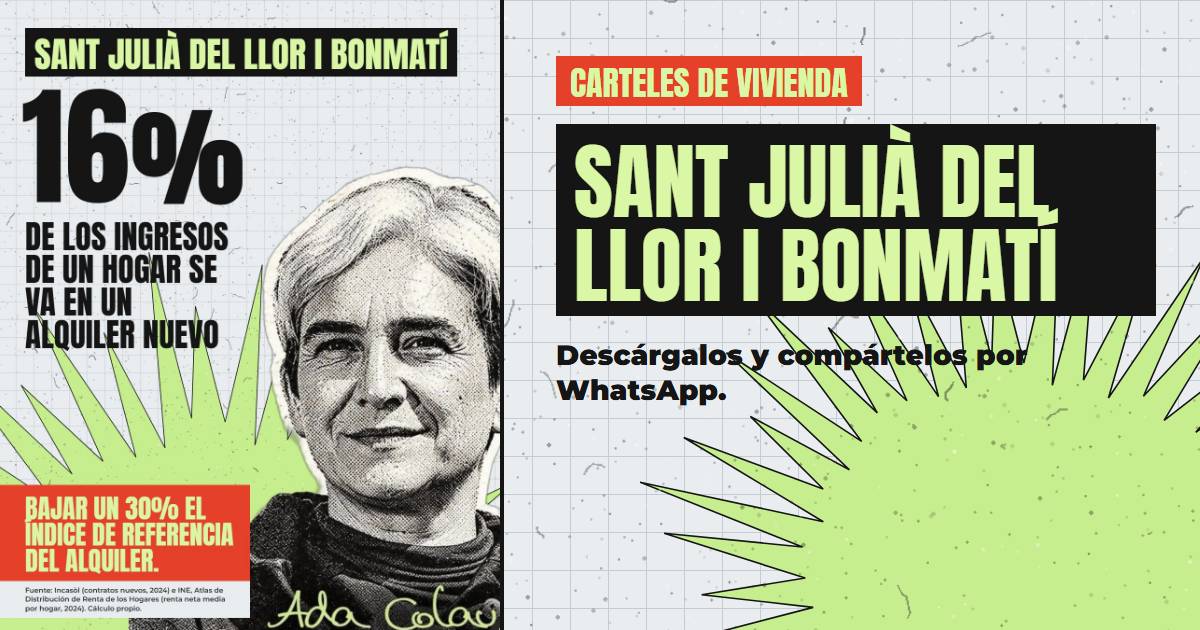 SANT JULIÀ DEL LLOR I BONMATÍ
16%
DE LOS INGRESOS
DE UN HOGAR SE
VA EN UN
ALQUILER NUEVO
BAJAR UN 30% EL
ÍNDICE DE REFERENCIA
DEL ALQUILER.
Fuente: Incasòl (contratos nuevos, 2024) e INE, Atlas de
Distribución de Renta de los Hogares (renta neta media
por hogar, 2024). Cálculo propio.
Ada Colau
CARTELES DE VIVIENDA
SANT JULIÀ DEL
LLOR I BONMATÍ
Descárgalos y compártelos por
WhatsApp.